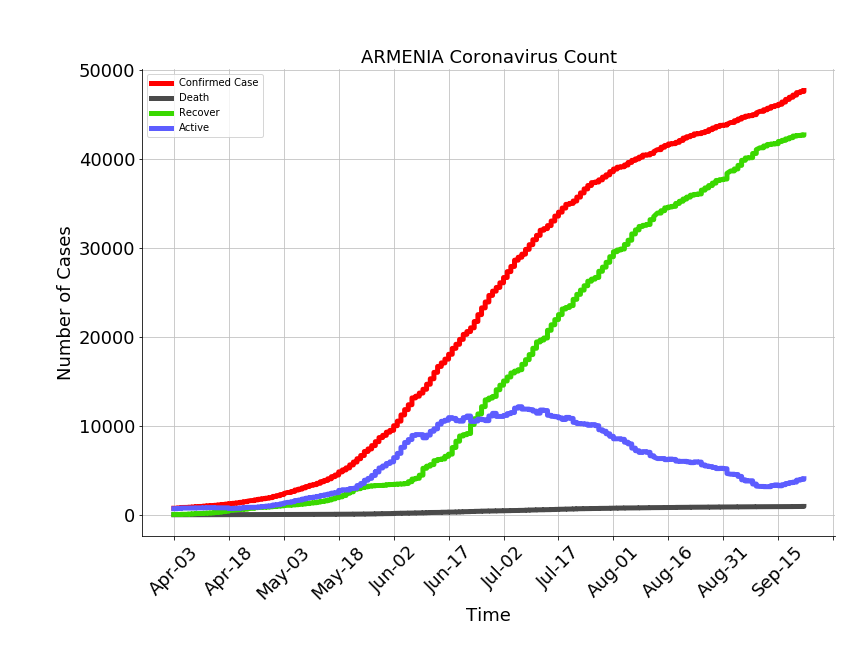 ARMENIA Coronavirus Count
Confirmed Case
Death
Recover
Active
Number of Cases
50000
40000
30000
20000
10000
0
Apr-03
Apr-18
May-03
May-18
Jun-02
Jun-17
Jul-02
Jul-17
Aug-01
Aug-16
Aug-31
Sep-15
Time